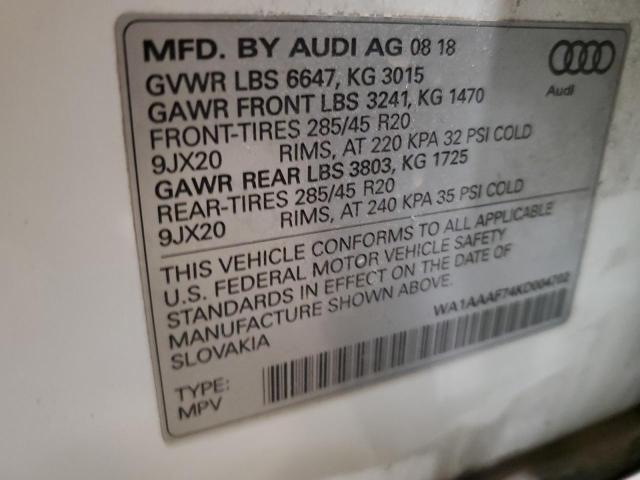 MFD. BY AUDI AG 08 18
GVWR LBS 6647, KG 3015
GAWR FRONT LBS 3241, KG 1470
FRONT-TIRES 285/45 R20
9JX20 RIMS, AT 220 KPA 32 PSI COLD
GAWR REAR LBS 3803, KG 1725
REAR-TIRES 285/45 R20
9JX20 RIMS, AT 240 KPA 35 PSI COLD
Audi
THIS VEHICLE CONFORMS TO ALL APPLICABLE
U.S. FEDERAL MOTOR VEHICLE SAFETY
STANDARDS IN EFFECT ON THE DATE OF
MANUFACTURE SHOWN ABOVE.
SLOVAKIA
WA1AAAF74KD004702
TYPE:
MPV